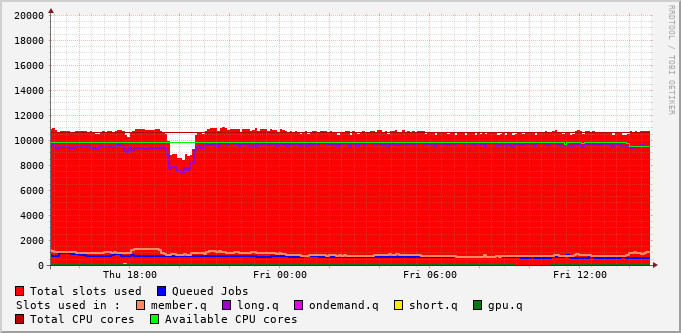 RRDTOOL / TOBI OETIKER
20000
18000
16000
14000
12000
10000
8000
6000
4000
2000
0
Thu 18:00 Fri 00:00 Fri 06:00 Fri 12:00
Total slots used Queued Jobs
Slots used in : member.q long.q ondemand.q short.q gpu.q
Total CPU cores Available CPU cores